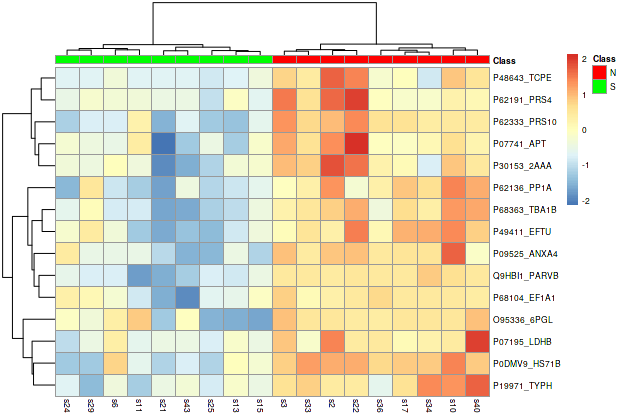 Class
P48643_TCPE
P62191_PRS4
P62333_PRS10
P07741_APT
P30153_2AAA
P62136_PP1A
P68363_TBA1B
P49411_EFTU
P09525_ANXA4
Q9HBI1_PARVB
P68104_EF1A1
O95336_6PGL
P07195_LDHB
P0DMV9_HS71B
P19971_TYPH
s24 s29 s6 s11 s21 s43 s25 s13 s15 s3 s33 s2 s22 s36 s17 s34 s10 s40
2
1
0
-1
-2
Class
N
S